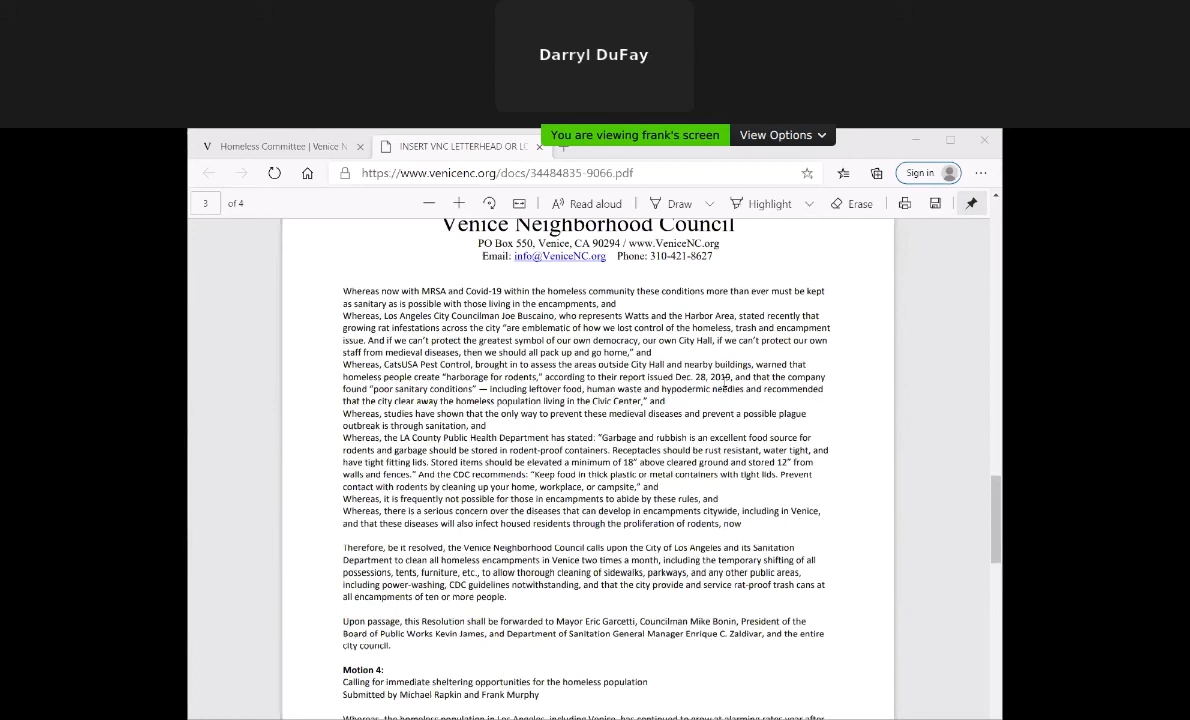 Darryl DuFay
You are viewing frank's screen View Options
V Homeless Committee | Venice N INSERT VNC LETTERHEAD OR LC
https://www.venicenc.org/docs/34484835-9066.pdf Sign in
3 of 4 Read aloud Draw Highlight Erase
Venice Neighborhood Council
PO Box 550, Venice, CA 90294 / www.VeniceNC.org
Email: info@VeniceNC.org Phone: 310-421-8627
Whereas now with MRSA and Covid-19 within the homeless community these conditions more than ever must be kept
as sanitary as is possible with those living in the encampments, and
Whereas, Los Angeles City Councilman Joe Buscaino, who represents Watts and the Harbor Area, stated recently that
growing rat infestations across the city “are emblematic of how we lost control of the homeless, trash and encampment
issue. And if we can’t protect the greatest symbol of our own democracy, our own City Hall, if we can’t protect our own
staff from medieval diseases, then we should all pack up and go home,” and
Whereas, CatsUSA Pest Control, brought in to assess the areas outside City Hall and nearby buildings, warned that
homeless people create “harborage for rodents,” according to their report issued Dec. 28, 2019, and that the company
found “poor sanitary conditions” — including leftover food, human waste and hypodermic needles and recommended
that the city clear away the homeless population living in the Civic Center,” and
Whereas, studies have shown that the only way to prevent these medieval diseases and prevent a possible plague
outbreak is through sanitation, and
Whereas, the LA County Public Health Department has stated: “Garbage and rubbish is an excellent food source for
rodents and garbage should be stored in rodent-proof containers. Receptacles should be rust resistant, water tight, and
have tight fitting lids. Stored items should be elevated a minimum of 18” above cleared ground and stored 12” from
walls and fences.” And the CDC recommends: “Keep food in thick plastic or metal containers with tight lids. Prevent
contact with rodents by cleaning up your home, workplace, or campsite,” and
Whereas, it is frequently not possible for those in encampments to abide by these rules, and
Whereas, there is a serious concern over the diseases that can develop in encampments citywide, including in Venice,
and that these diseases will also infect housed residents through the proliferation of rodents, now
Therefore, be it resolved, the Venice Neighborhood Council calls upon the City of Los Angeles and its Sanitation
Department to clean all homeless encampments in Venice two times a month, including the temporary shifting of all
possessions, tents, furniture, etc., to allow thorough cleaning of sidewalks, parkways, and any other public areas,
including power-washing, CDC guidelines notwithstanding, and that the city provide and service rat-proof trash cans at
all encampments of ten or more people.
Upon passage, this Resolution shall be forwarded to Mayor Eric Garcetti, Councilman Mike Bonin, President of the
Board of Public Works Kevin James, and Department of Sanitation General Manager Enrique C. Zaldivar, and the entire
city council.
Motion 4:
Calling for immediate sheltering opportunities for the homeless population
Submitted by Michael Rapkin and Frank Murphy
Whereas, the homeless population in Los Angeles, including Venice, has continued to grow at alarming rates year after